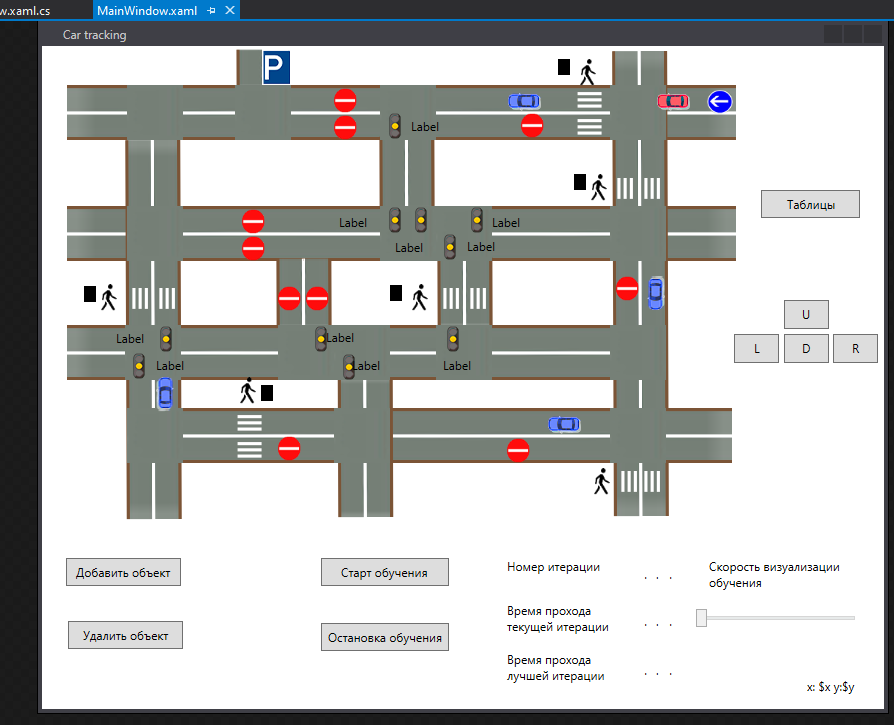 w.xaml.cs
MainWindow.xaml
Car tracking
P
Label
Таблицы
Label
Label
Label
Label
U
L
D
R
Label
Label
Label
Label
Label
Добавить объект
Старт обучения
Номер итерации
. . .
Скорость визуализации
обучения
Удалить объект
Остановка обучения
Время прохода
текущей итерации
. . .
Время прохода
лучшей итерации
. . .
x: $x y:$y